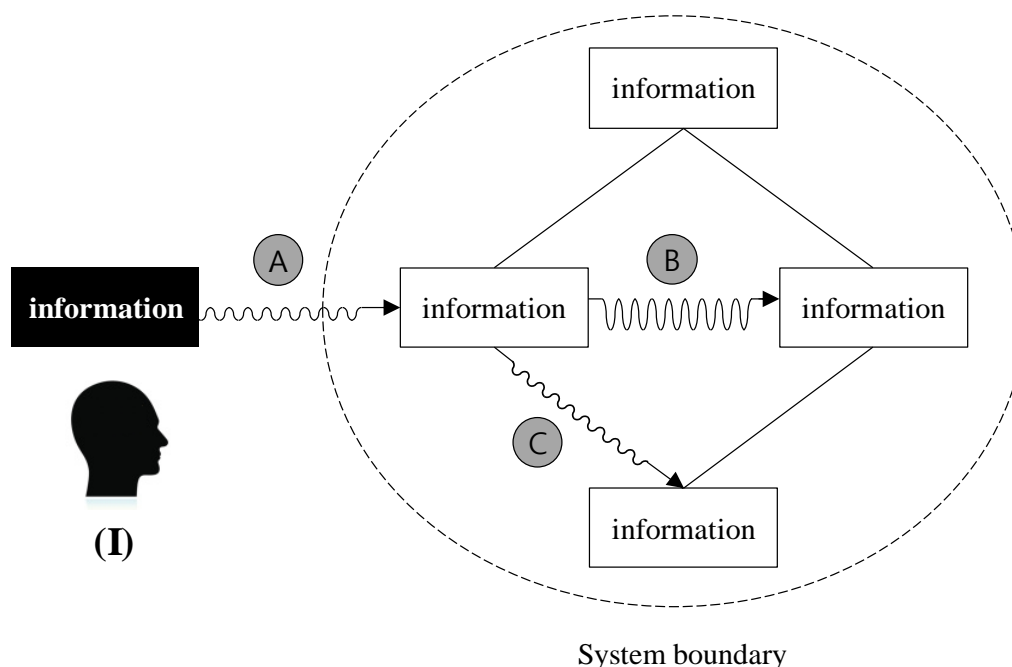 information
A
B
information
information
information
C
(I)
information
System boundary